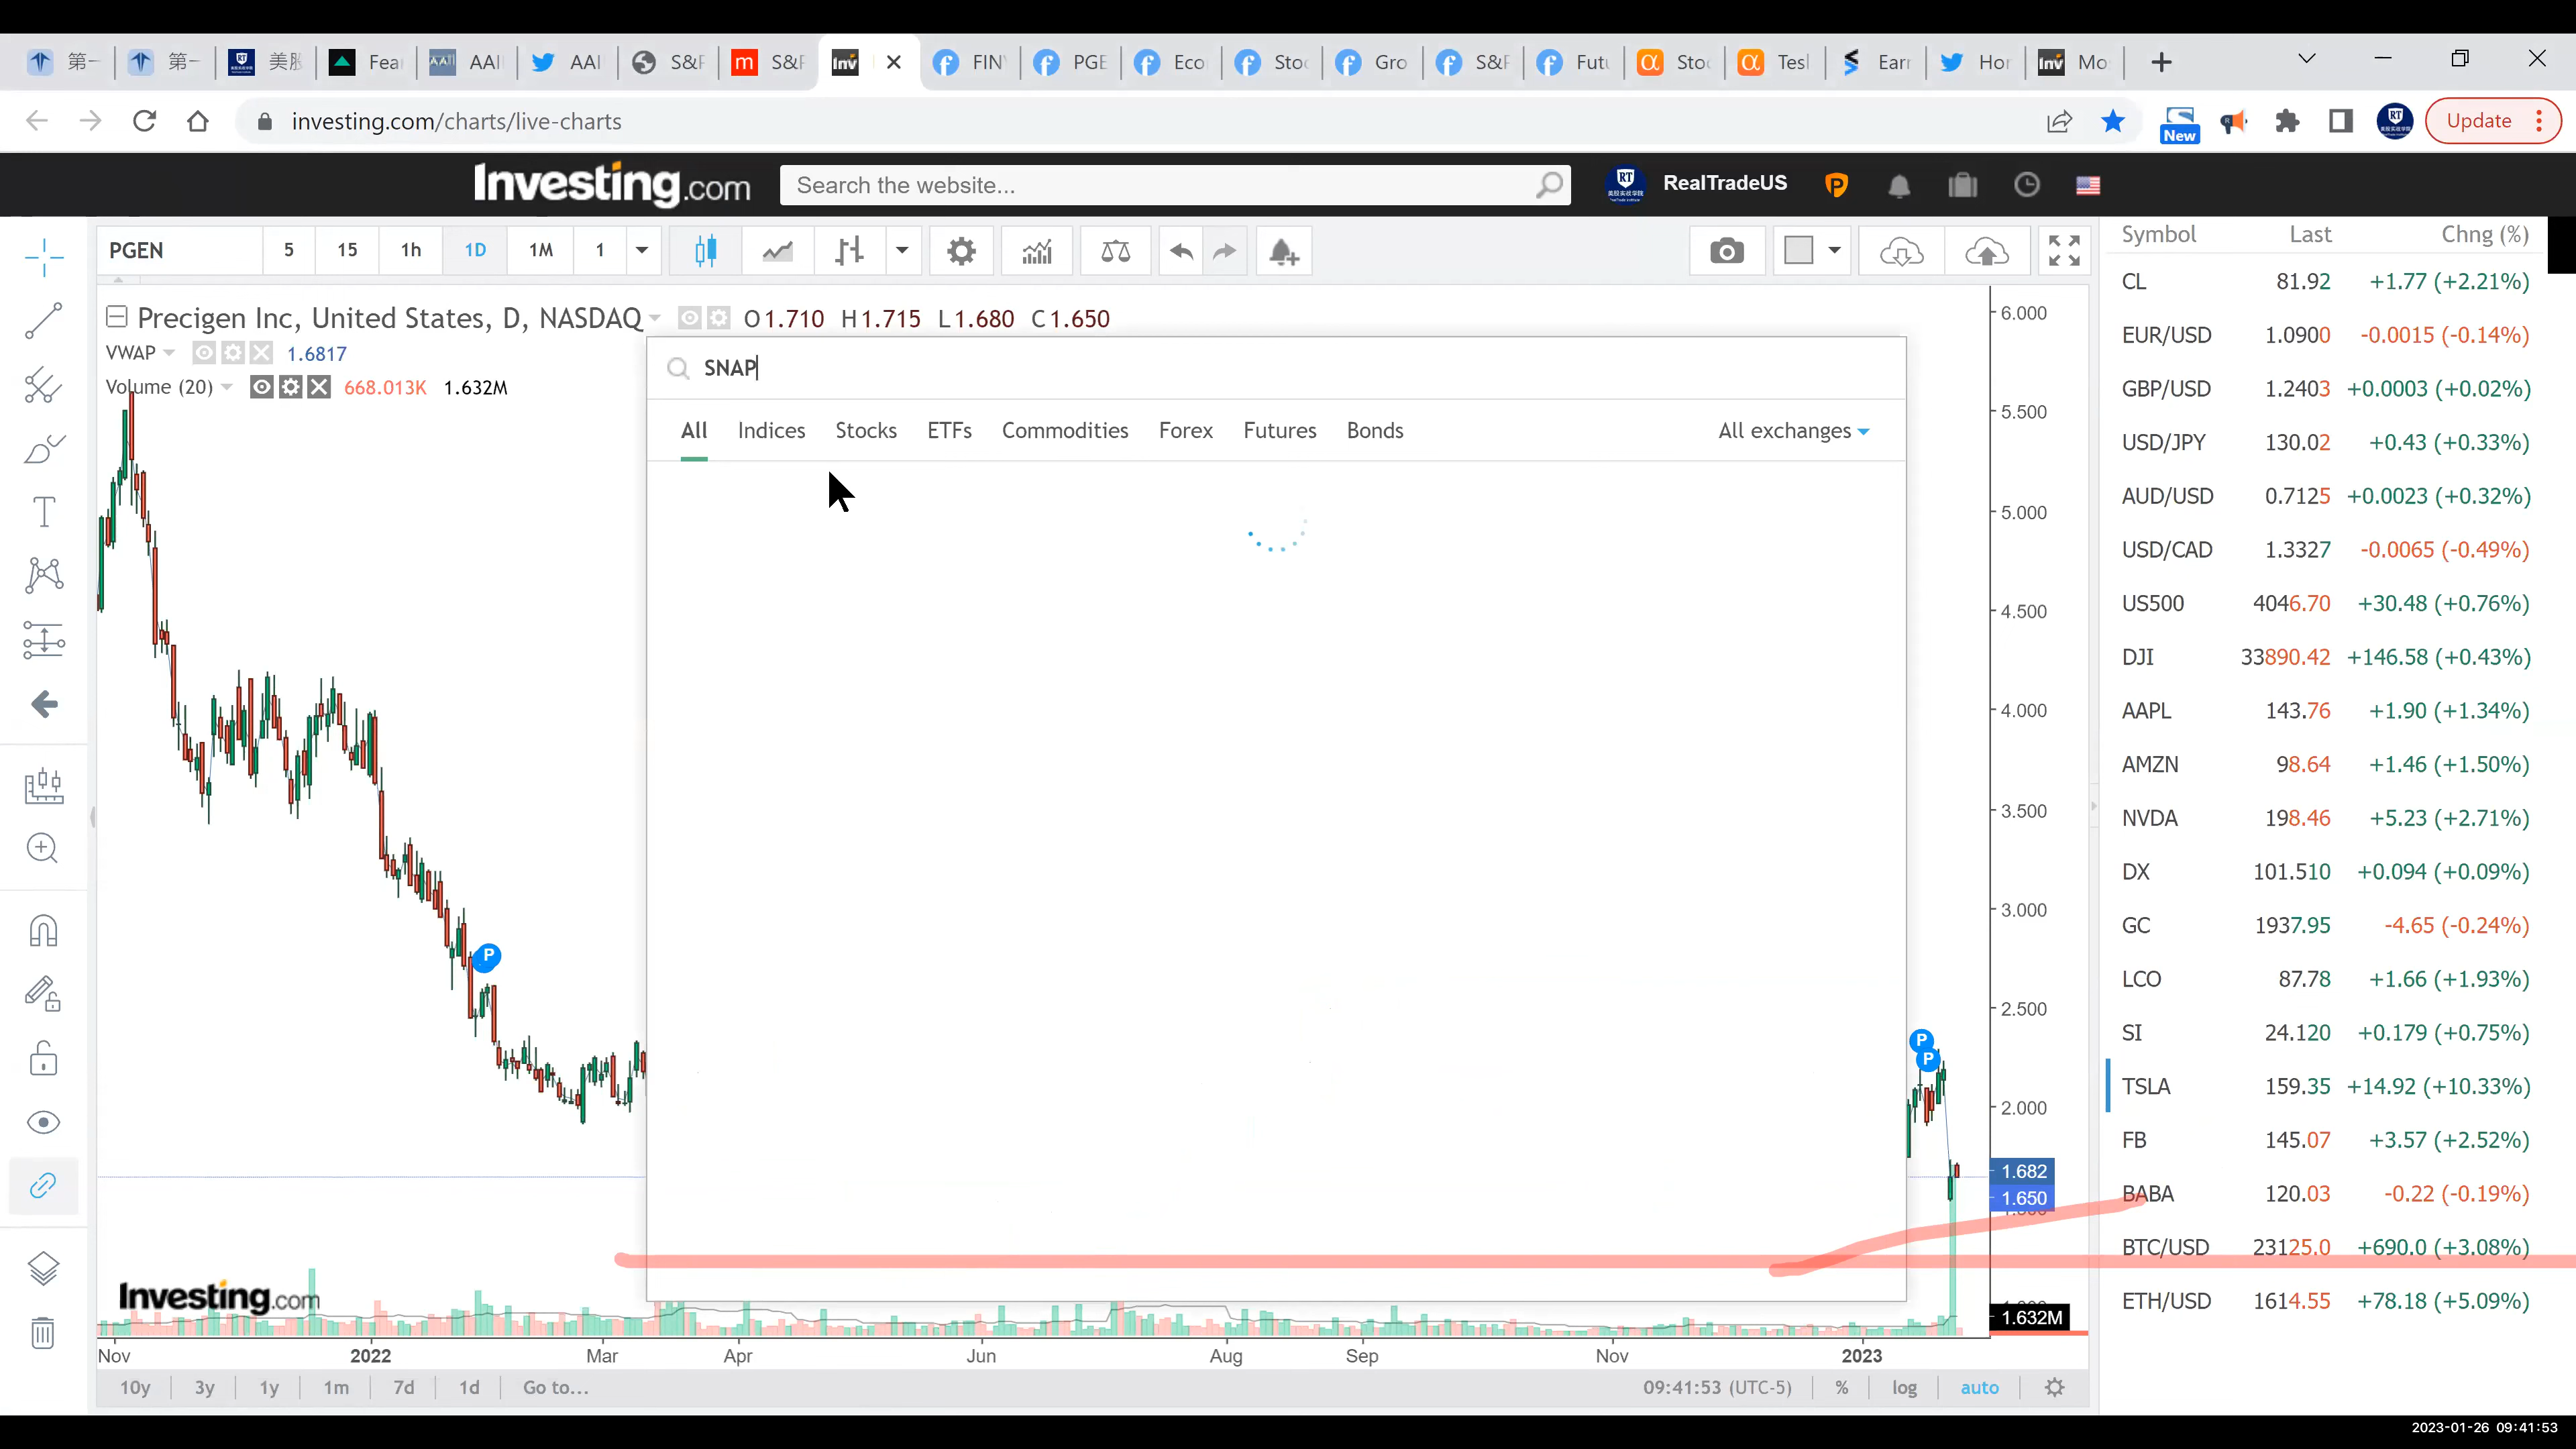 第一 第一 美股 Fear AAI AAI S&P S&P FIN PGE Eco Stoc Gro S&P Futu Stoc Tesl Earn Hor Mo
investing.com/charts/live-charts New Update
Investing.com Search the website... RealTradeUS
PGEN 5 15 1h 1D 1M 1
Symbol Last Chng (%)
Precigen Inc, United States, D, NASDAQ O1.710 H1.715 L1.680 C1.650
VWAP 1.6817
Volume (20) 668.013K 1.632M
SNAP
All Indices Stocks ETFs Commodities Forex Futures Bonds All exchanges
6.000
5.500
5.000
4.500
4.000
3.500
3.000
2.500
2.000
1.682
1.650
1.632M
P
P
P
CL 81.92 +1.77 (+2.21%)
EUR/USD 1.0900 -0.0015 (-0.14%)
GBP/USD 1.2403 +0.0003 (+0.02%)
USD/JPY 130.02 +0.43 (+0.33%)
AUD/USD 0.7125 +0.0023 (+0.32%)
USD/CAD 1.3327 -0.0065 (-0.49%)
US500 4046.70 +30.48 (+0.76%)
DJI 33890.42 +146.58 (+0.43%)
AAPL 143.76 +1.90 (+1.34%)
AMZN 98.64 +1.46 (+1.50%)
NVDA 198.46 +5.23 (+2.71%)
DX 101.510 +0.094 (+0.09%)
GC 1937.95 -4.65 (-0.24%)
LCO 87.78 +1.66 (+1.93%)
SI 24.120 +0.179 (+0.75%)
TSLA 159.35 +14.92 (+10.33%)
FB 145.07 +3.57 (+2.52%)
BABA 120.03 -0.22 (-0.19%)
BTC/USD 23125.0 +690.0 (+3.08%)
ETH/USD 1614.55 +78.18 (+5.09%)
Investing.com
Nov 2022 Mar Apr Jun Aug Sep Nov 2023
10y 3y 1y 1m 7d 1d Go to... 09:41:53 (UTC-5) % log auto
2023-01-26 09:41:53